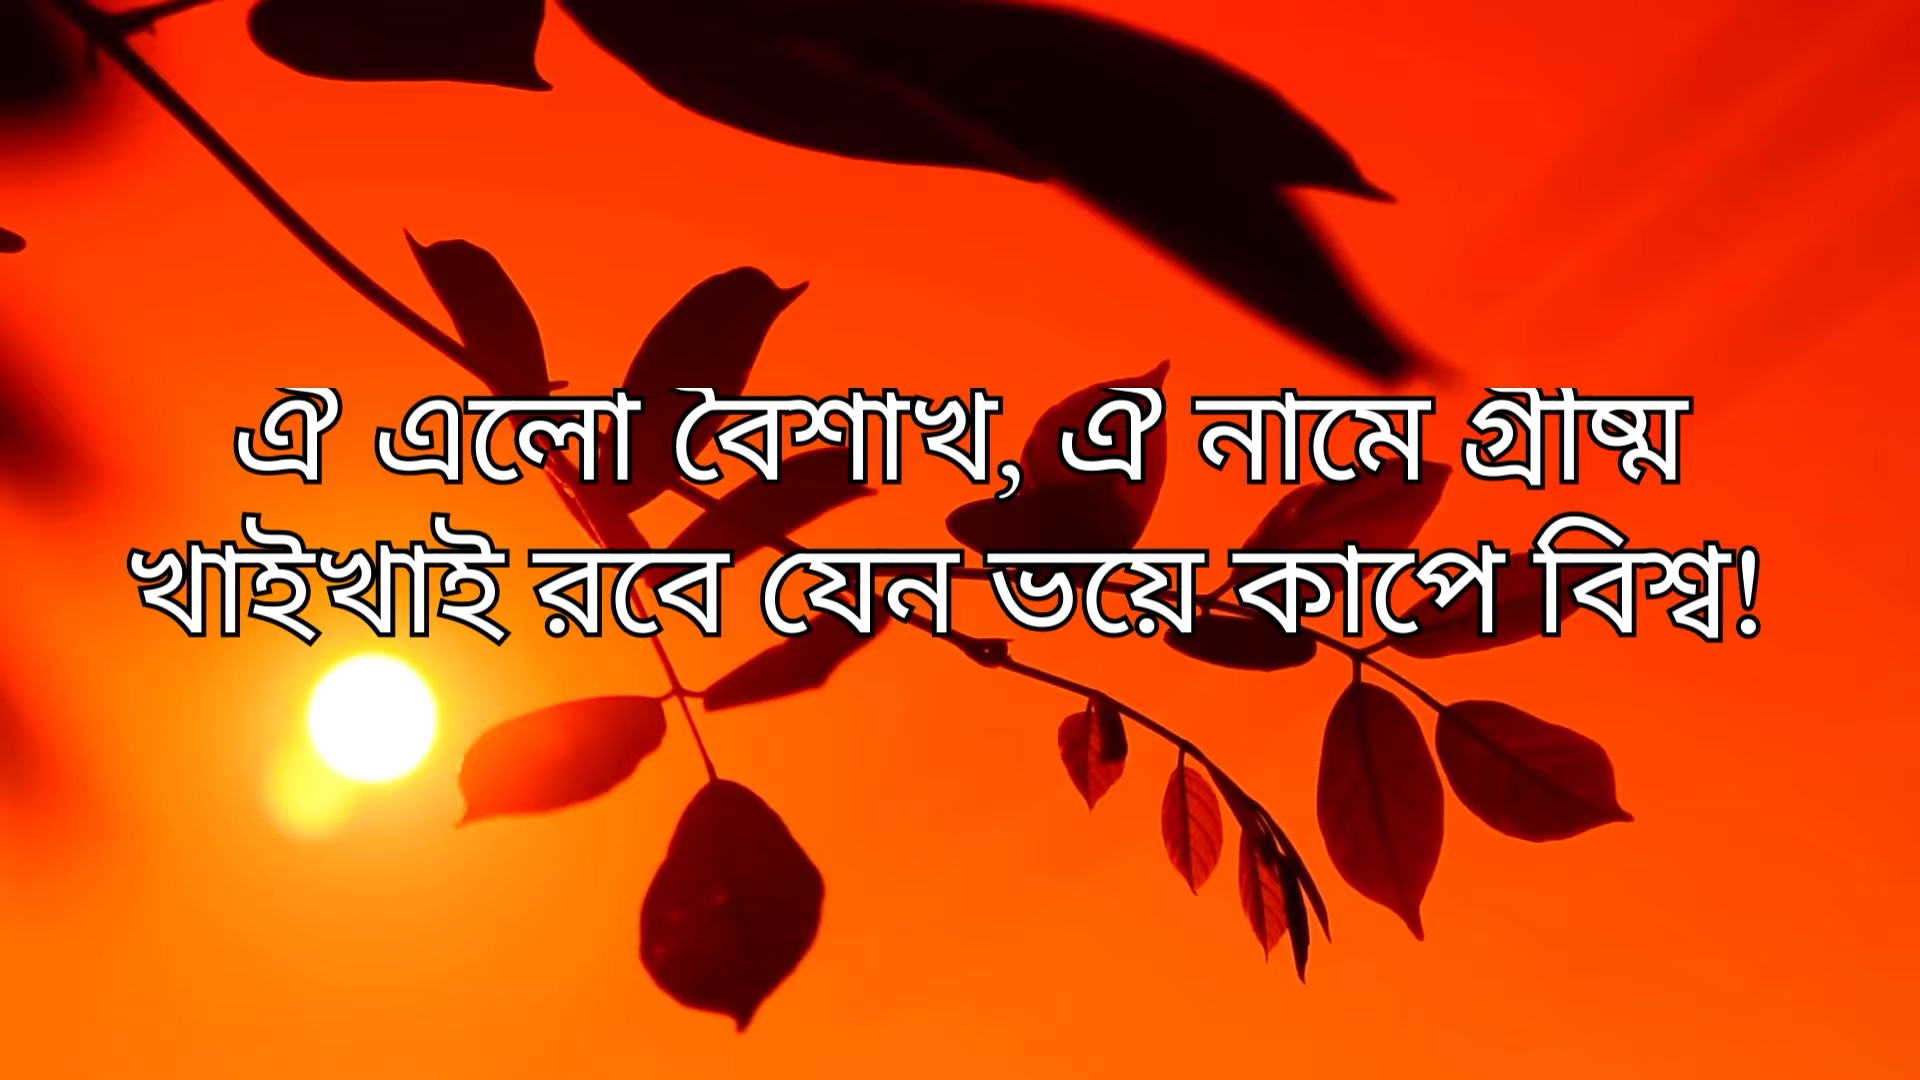 ঐ এলো বৈশাখ, ঐ নামে গ্রীষ্ম
খাইখাই রবে যেন ভয়ে কাপে বিশ্ব!